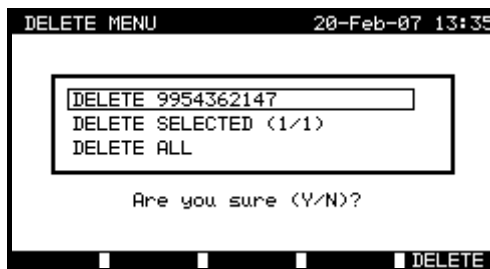 DELETE MENU 20-Feb-07 13:35
DELETE 9954362147
DELETE SELECTED (1/1)
DELETE ALL
Are you sure (Y/N)?
DELETE